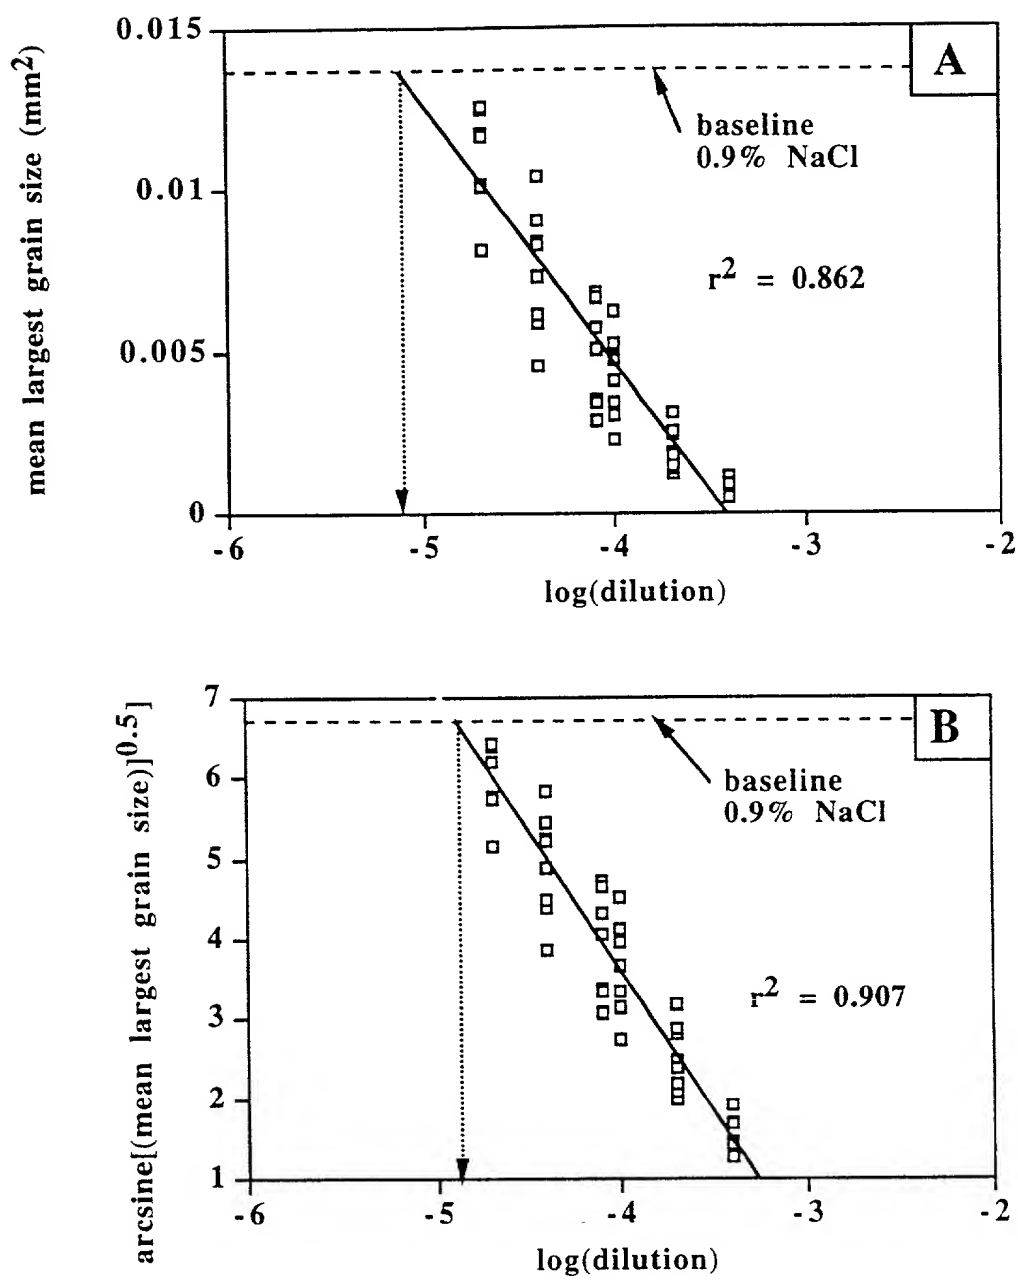 mean largest grain size (mm²)
0.015
0.01
0.005
0
-6
-5
-4
-3
-2
log(dilution)
A
baseline
0.9% NaCl
r² = 0.862
arcsine[(mean largest grain size)]^0.5]
7
6
5
4
3
2
1
-6
-5
-4
-3
-2
log(dilution)
B
baseline
0.9% NaCl
r² = 0.907